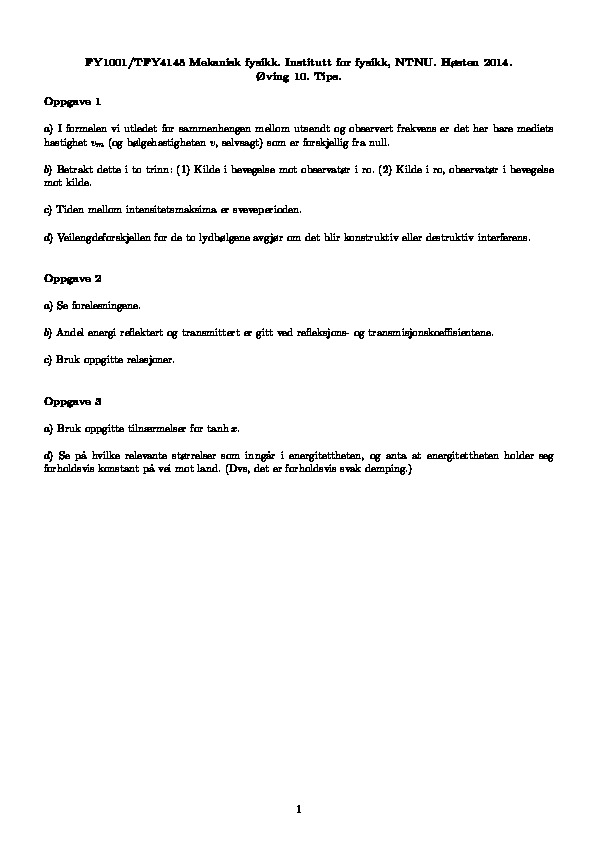 FY1001/TFY4145 Mekanisk fysikk. Institutt for fysikk, NTNU. Høsten 2014.
Øving 10. Tips.
Oppgave 1
a) I formelen vi utledet for sammenhengen mellom utsendt og observert frekvens er det her bare mediets
hastighet vₘ (og bølgehastigheten v, selvsagt) som er forskjellig fra null.
b) Betrakt dette i to trinn: (1) Kilde i bevegelse mot observatør i ro. (2) Kilde i ro, observatør i bevegelse
mot kilde.
c) Tiden mellom intensitetsmaksima er sveveperioden.
d) Veilengdeforskjellen for de to lydbølgene avgjør om det blir konstruktiv eller destruktiv interferens.
Oppgave 2
a) Se forelesningene.
b) Andel energi reflektert og transmittert er gitt ved refleksjons- og transmisjonskoeffisientene.
c) Bruk oppgitte relasjoner.
Oppgave 3
a) Bruk oppgitte tilnærmelser for tanh x.
d) Se på hvilke relevante størrelser som inngår i energitettheten, og anta at energitettheten holder seg
forholdsvis konstant på vei mot land. (Dvs, det er forholdsvis svak demping.)
1